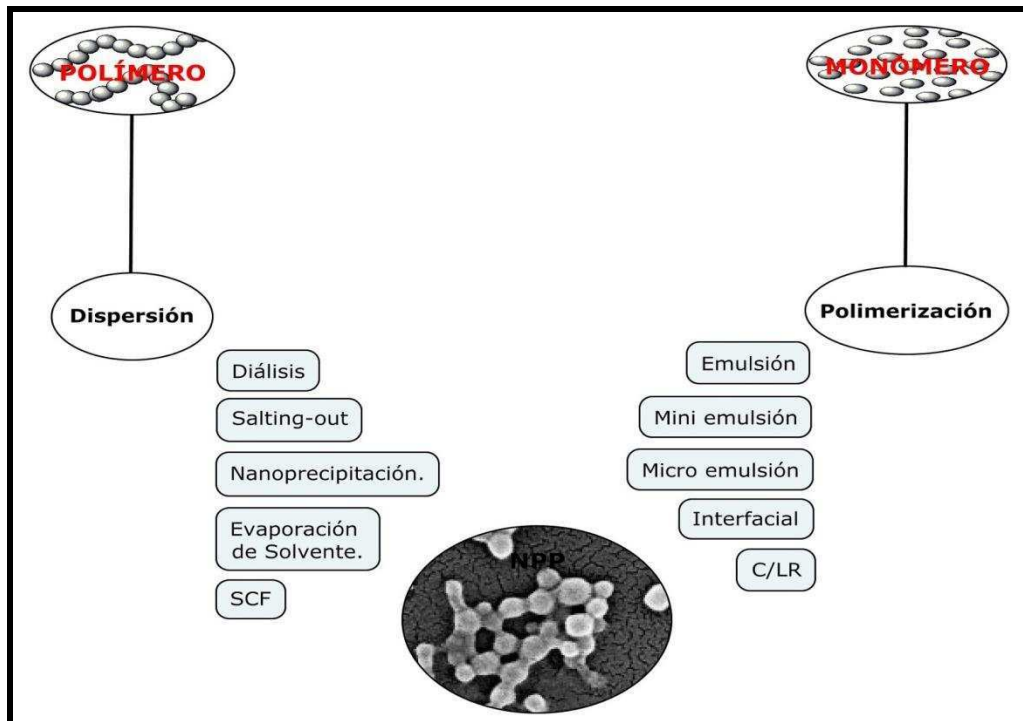 POLÍMERO
MONÓMERO
Dispersión
Polimerización
Diálisis
Salting-out
Nanoprecipitación.
Evaporación
de Solvente.
SCF
Emulsión
Mini emulsión
Micro emulsión
Interfacial
C/LR
NPP